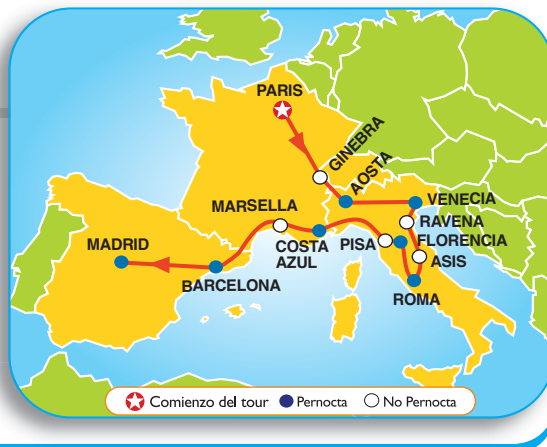 PARIS
GINEBRA
AOSTA
VENECIA
RAVENA
FLORENCIA
ASIS
ROMA
PISA
COSTA
AZUL
MARSELLA
BARCELONA
MADRID
Comienzo del tour Pernocta No Pernocta